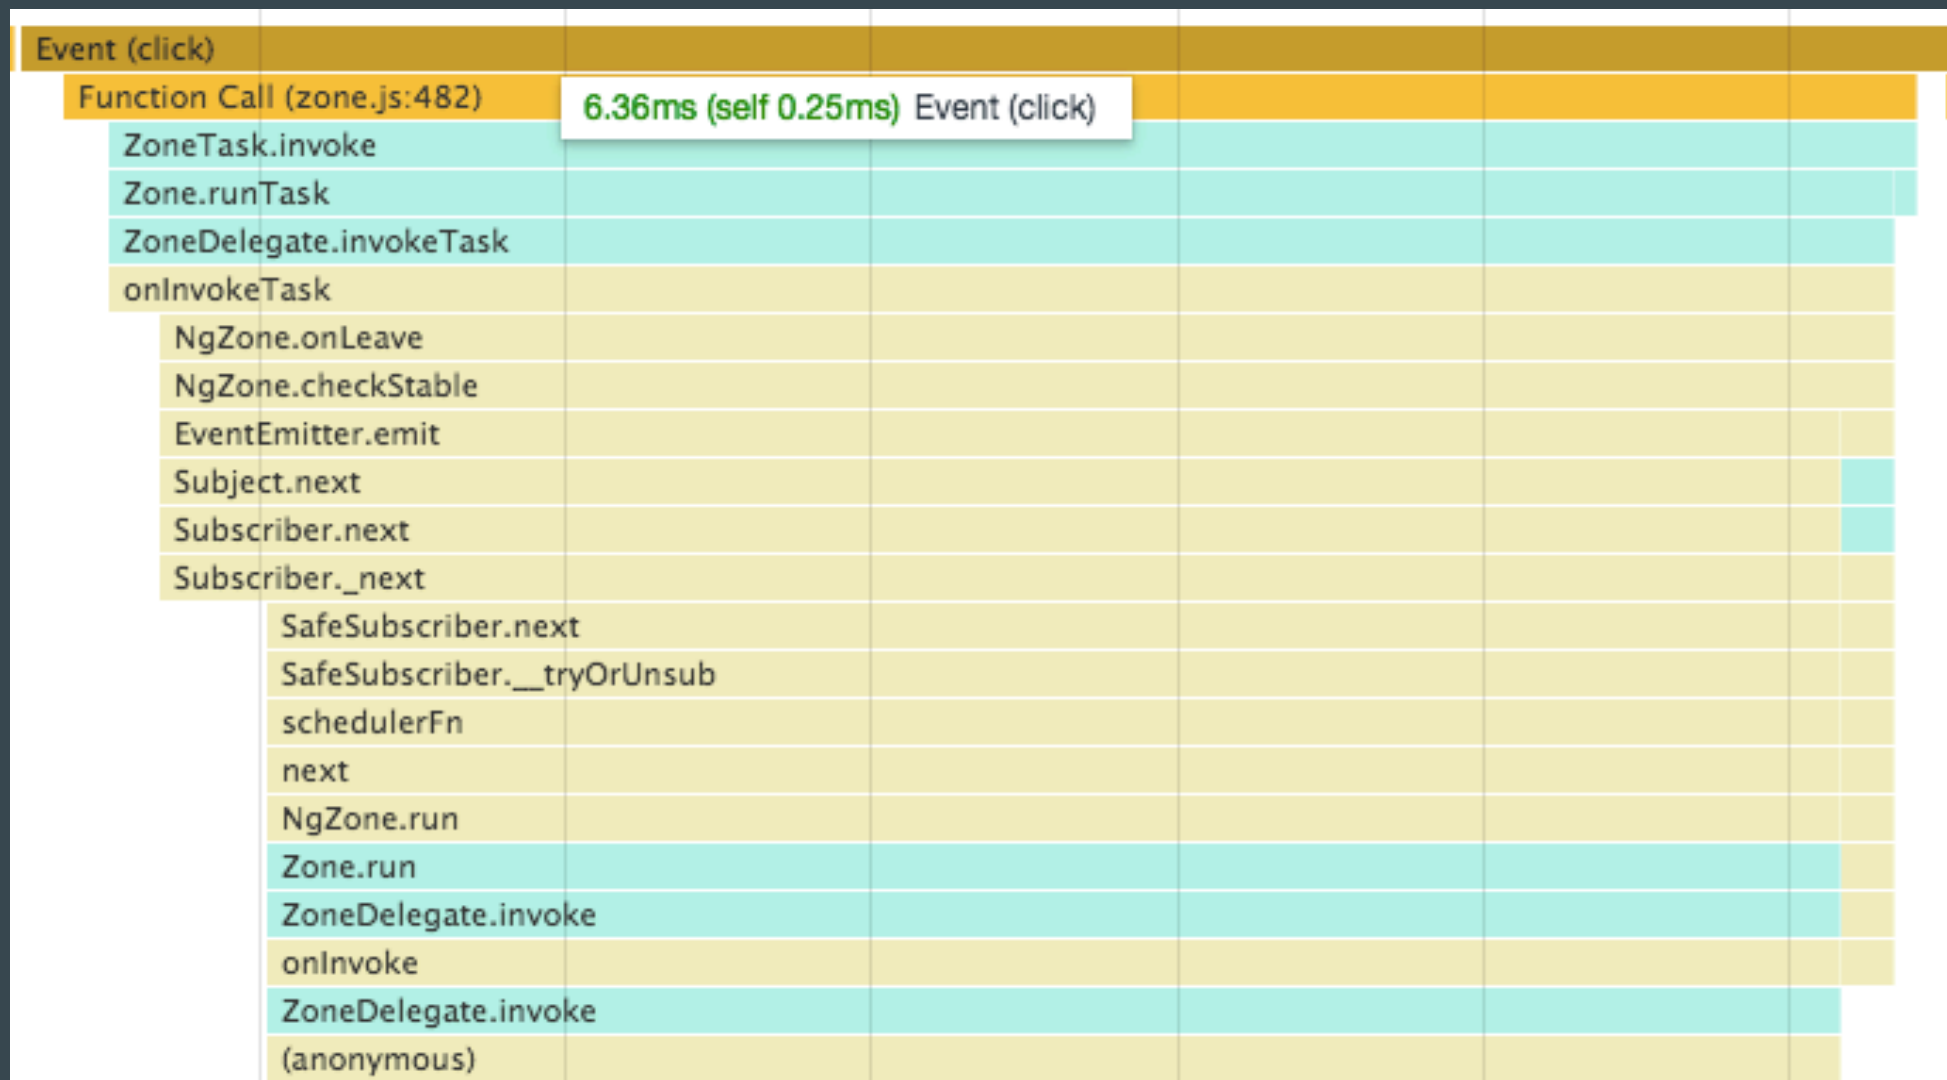 Event (click)
Function Call (zone.js:482)
6.36ms (self 0.25ms) Event (click)
ZoneTask.invoke
Zone.runTask
ZoneDelegate.invokeTask
onInvokeTask
NgZone.onLeave
NgZone.checkStable
EventEmitter.emit
Subject.next
Subscriber.next
Subscriber._next
SafeSubscriber.next
SafeSubscriber.__tryOrUnsub
schedulerFn
next
NgZone.run
Zone.run
ZoneDelegate.invoke
onInvoke
ZoneDelegate.invoke
(anonymous)